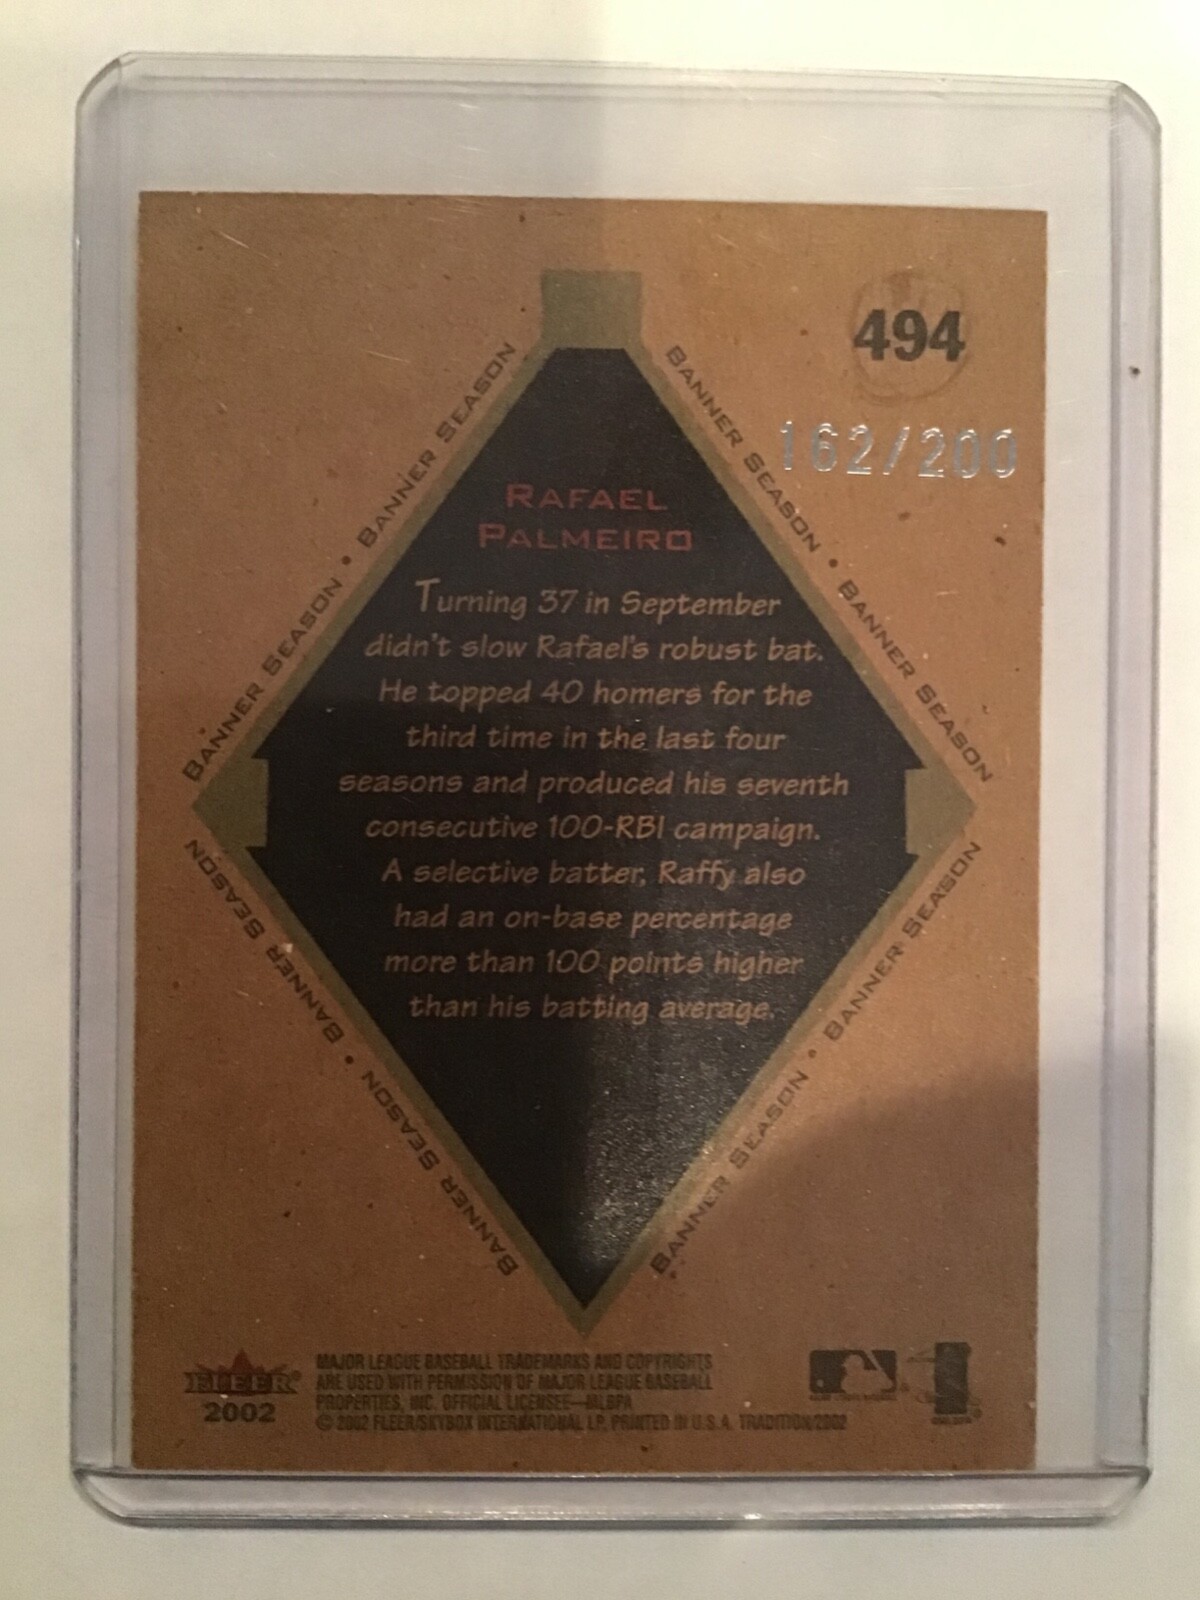 494
162/200
BANNER SEASON • BANNER SEASON
BANNER SEASON • BANNER SEASON
RAFAEL
PALMEIRO
Turning 37 in September
didn't slow Rafael's robust bat.
He topped 40 homers for the
third time in the last four
seasons and produced his seventh
consecutive 100-RBI campaign.
A selective batter, Raffy also
had an on-base percentage
more than 100 points higher
than his batting average.
BANNER SEASON • BANNER SEASON
BANNER SEASON • BANNER SEASON
FLEER®
2002
MAJOR LEAGUE BASEBALL TRADEMARKS AND COPYRIGHTS
ARE USED WITH PERMISSION OF MAJOR LEAGUE BASEBALL
PROPERTIES, INC. OFFICIAL LICENSEE—MLBPA
© 2002 FLEER/SKYBOX INTERNATIONAL LP, PRINTED IN U.S.A. TRADITION/2002